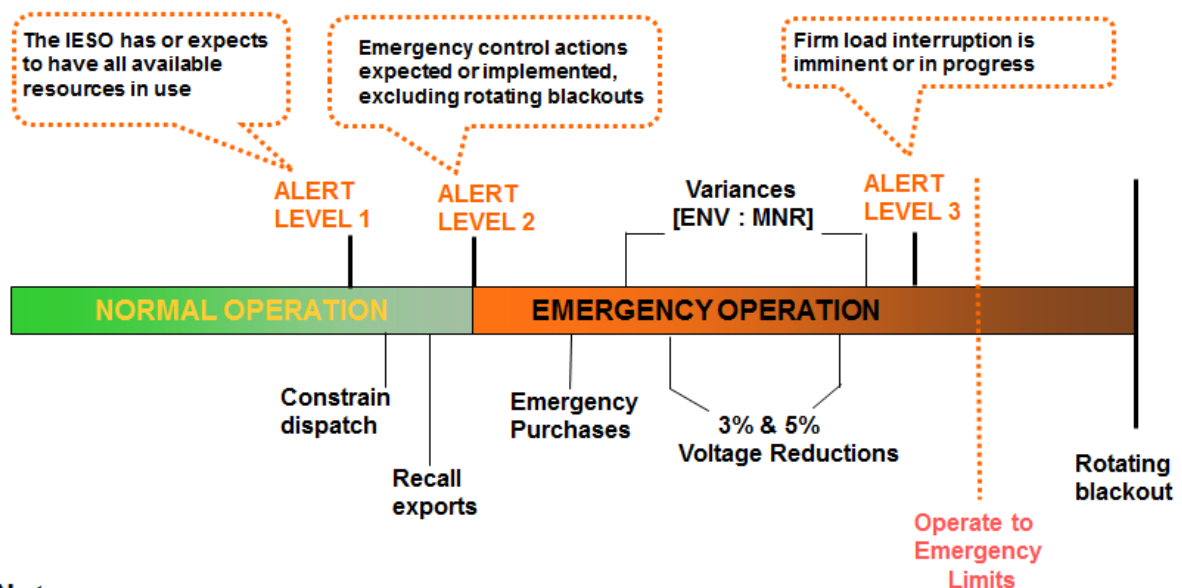 The IESO has or expects
to have all available
resources in use
Emergency control actions
expected or implemented,
excluding rotating blackouts
Firm load interruption is
imminent or in progress
ALERT
LEVEL 1
ALERT
LEVEL 2
Variances
[ENV : MNR]
ALERT
LEVEL 3
NORMAL OPERATION
EMERGENCY OPERATION
Constrain
dispatch
Recall
exports
Emergency
Purchases
3% & 5%
Voltage Reductions
Operate to
Emergency
Limits
Rotating
blackout